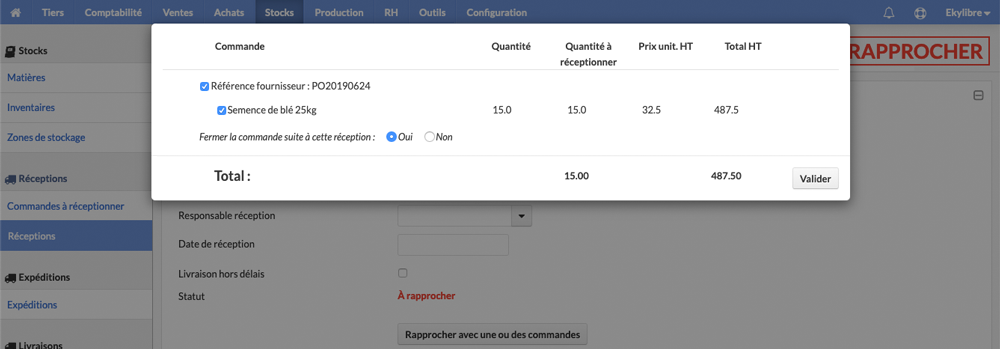 Tiers Comptabilité Ventes Achats Stocks Production RH Outils Configuration Ekylibre
Commande Quantité Quantité à réceptionner Prix unit. HT Total HT
RAPPROCHER
Référence fournisseur : PO20190624
Semence de blé 25kg 15.0 15.0 32.5 487.5
Fermer la commande suite à cette réception : Oui Non
Total : 15.00 487.50 Valider
Stocks
Matières
Inventaires
Zones de stockage
Réceptions
Commandes à réceptionner
Réceptions
Expéditions
Expéditions
Livraisons
Responsable réception
Date de réception
Livraison hors délais
Statut À rapprocher
Rapprocher avec une ou des commandes